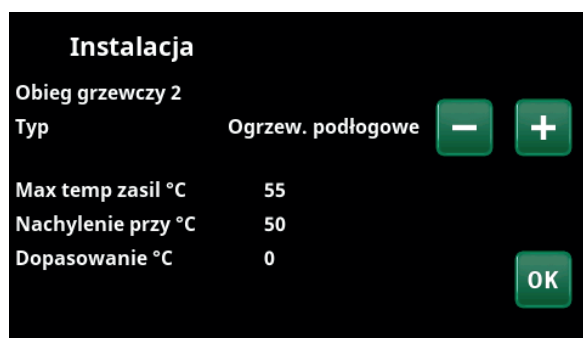 Instalacja
Obieg grzewczy 2
Typ Ogrzew. podłogowe − +
Max temp zasil °C 55
Nachylenie przy °C 50
Dopasowanie °C 0
OK